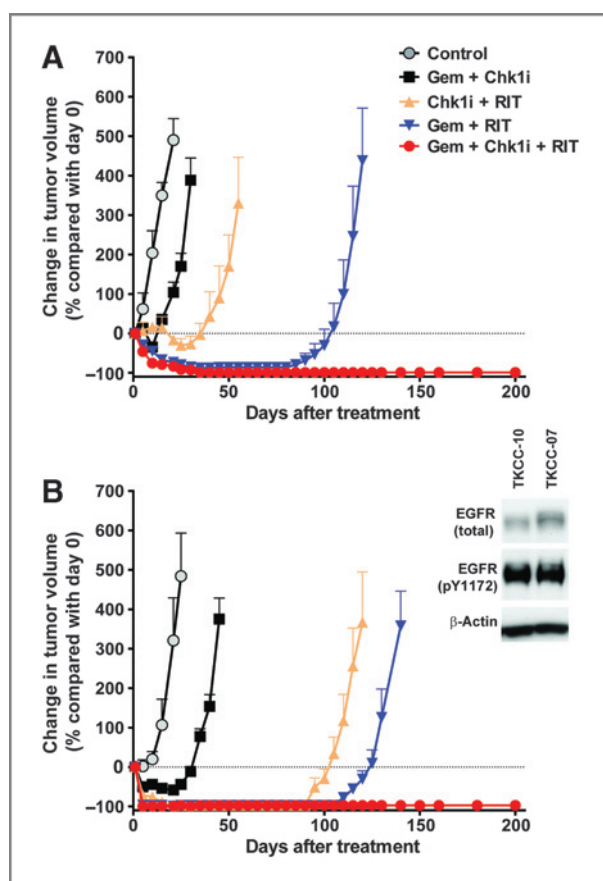 A
Control
Gem + Chk1i
Chk1i + RIT
Gem + RIT
Gem + Chk1i + RIT
Change in tumor volume
(% compared with day 0)
700
600
500
400
300
200
100
0
−100
0 50 100 150 200
Days after treatment
B
Change in tumor volume
(% compared with day 0)
700
600
500
400
300
200
100
0
−100
0 50 100 150 200
Days after treatment
TKCC-10
TKCC-07
EGFR
(total)
EGFR
(pY1172)
β-Actin